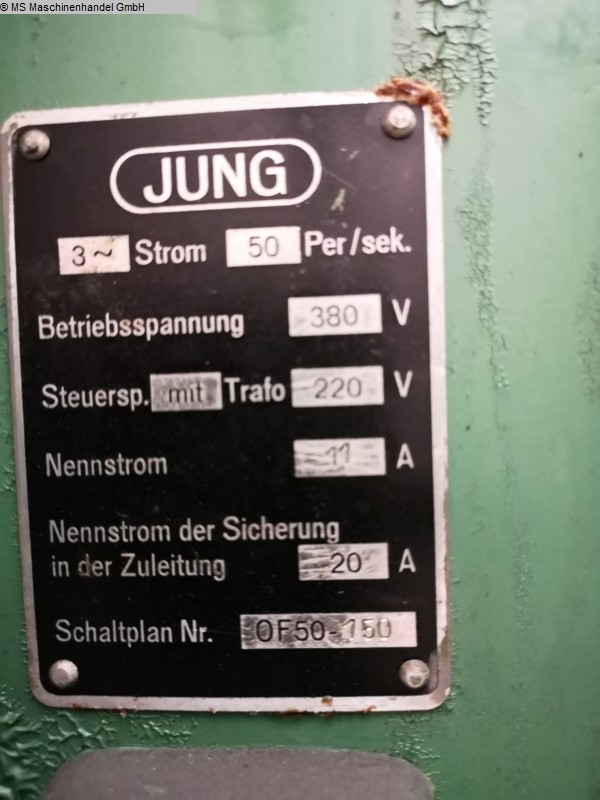 © MS Maschinenhandel GmbH
JUNG
3~ Strom 50 Per/sek.
Betriebsspannung 380 V
Steuersp. mit Trafo 220 V
Nennstrom 11 A
Nennstrom der Sicherung
in der Zuleitung 20 A
Schaltplan Nr. OF50-150